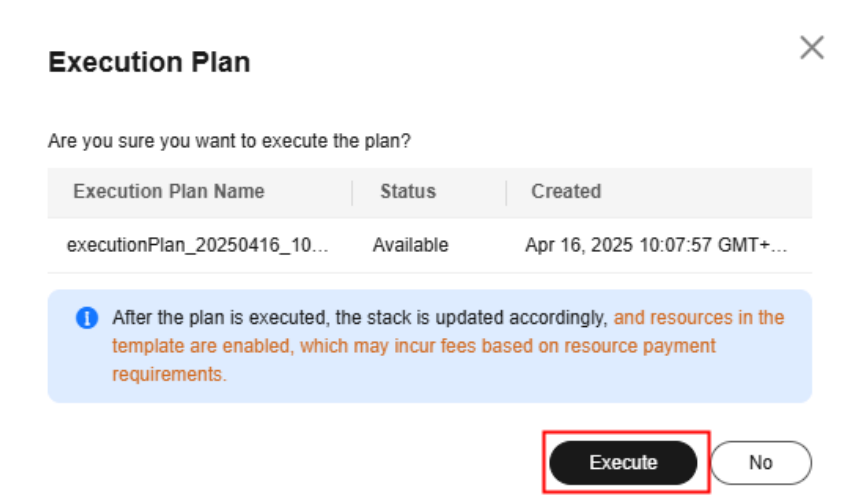 Execution Plan
Are you sure you want to execute the plan?
Execution Plan Name Status Created
executionPlan_20250416_10... Available Apr 16, 2025 10:07:57 GMT+...
After the plan is executed, the stack is updated accordingly, and resources in the
template are enabled, which may incur fees based on resource payment
requirements.
Execute No